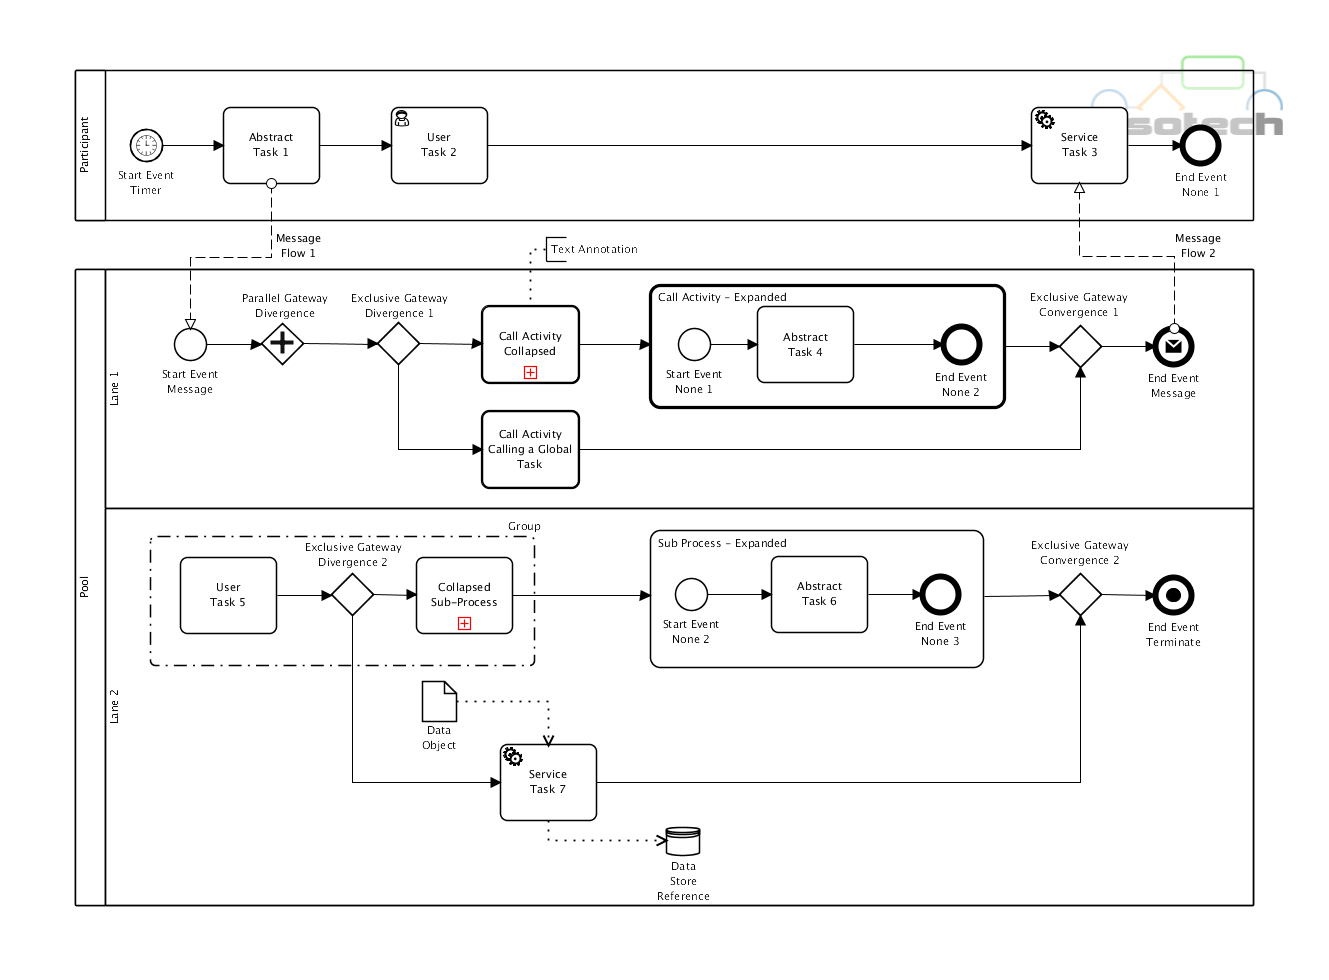 sotech
Participant
Abstract
Task 1
User
Task 2
Service
Task 3
Start Event
Timer
End Event
None 1
Message
Flow 1
Text Annotation
Message
Flow 2
Pool
Lane 1
Parallel Gateway
Divergence
Exclusive Gateway
Divergence 1
Call Activity
Collapsed
Call Activity – Expanded
Abstract
Task 4
Start Event
None 1
End Event
None 2
Exclusive Gateway
Convergence 1
Start Event
Message
End Event
Message
Call Activity
Calling a Global
Task
Lane 2
Group
Exclusive Gateway
Divergence 2
User
Task 5
Collapsed
Sub-Process
Sub Process – Expanded
Abstract
Task 6
Start Event
None 2
End Event
None 3
Exclusive Gateway
Convergence 2
End Event
Terminate
Data
Object
Service
Task 7
Data
Store
Reference